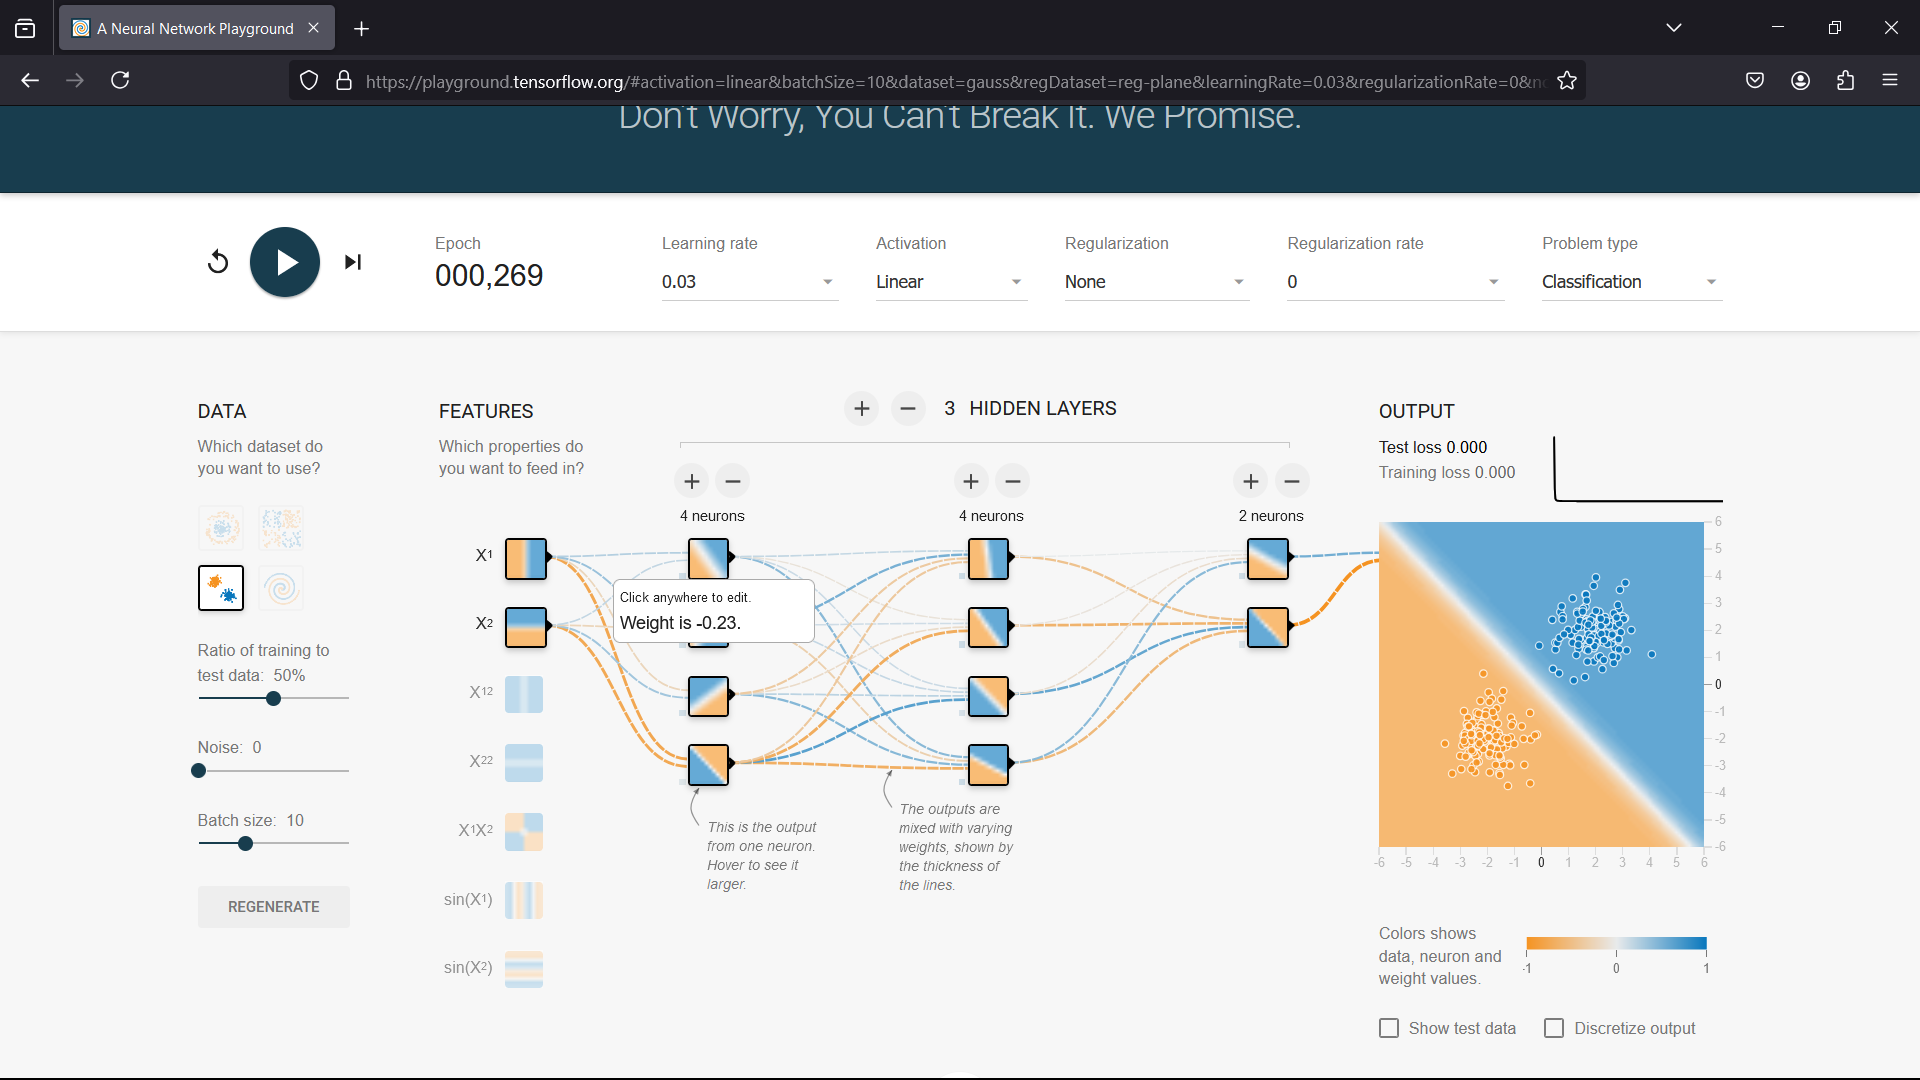 A Neural Network Playground
https://playground.tensorflow.org/#activation=linear&batchSize=10&dataset=gauss&regDataset=reg-plane&learningRate=0.03&regularizationRate=0&no
Don't Worry, You Can't Break It. We Promise.
Epoch
000,269
Learning rate
0.03
Activation
Linear
Regularization
None
Regularization rate
0
Problem type
Classification
DATA
Which dataset do
you want to use?
Ratio of training to
test data: 50%
Noise: 0
Batch size: 10
REGENERATE
FEATURES
Which properties do
you want to feed in?
X1
X2
X12
X22
X1X2
sin(X1)
sin(X2)
+ − 3 HIDDEN LAYERS
+ −
4 neurons
+ −
4 neurons
+ −
2 neurons
Click anywhere to edit.
Weight is -0.23.
This is the output
from one neuron.
Hover to see it
larger.
The outputs are
mixed with varying
weights, shown by
the thickness of
the lines.
OUTPUT
Test loss 0.000
Training loss 0.000
6
5
4
3
2
1
0
-1
-2
-3
-4
-5
-6
-6 -5 -4 -3 -2 -1 0 1 2 3 4 5 6
Colors shows
data, neuron and
weight values.
-1 0 1
Show test data
Discretize output